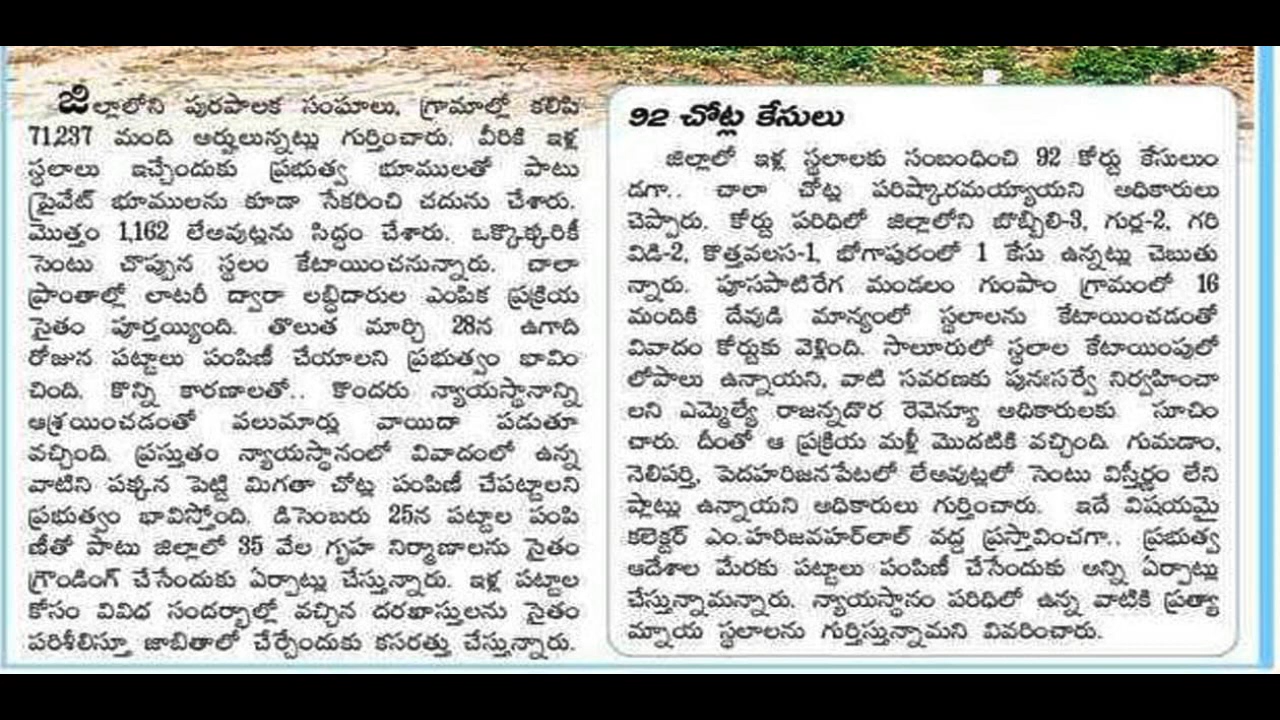 జిల్లాలోని పురపాలక సంఘాలు, గ్రామాల్లో కలిపి
71,237 మంది అర్హులున్నట్లు గుర్తించారు. వీరికి ఇళ్ల
స్థలాలు ఇచ్చేందుకు ప్రభుత్వ భూములతో పాటు
ప్రైవేట్ భూములను కూడా సేకరించి చదును చేశారు.
మొత్తం 1,162 లేఅవుట్లను సిద్ధం చేశారు. ఒక్కొక్కరికీ
సెంటు చొప్పున స్థలం కేటాయించనున్నారు. చాలా
ప్రాంతాల్లో లాటరీ ద్వారా లబ్ధిదారుల ఎంపిక ప్రక్రియ
సైతం పూర్తయ్యింది. తొలుత మార్చి 28న ఉగాది
రోజున పట్టాలు పంపిణీ చేయాలని ప్రభుత్వం భావిం
చింది. కొన్ని కారణాలతో.. కొందరు న్యాయస్థానాన్ని
ఆశ్రయించడంతో పలుమార్లు వాయిదా పడుతూ
వచ్చింది. ప్రస్తుతం న్యాయస్థానంలో వివాదంలో ఉన్న
వాటిని పక్కన పెట్టి మిగతా చోట్ల పంపిణీ చేపట్టాలని
ప్రభుత్వం భావిస్తోంది. డిసెంబరు 25న పట్టాల పంపి
ణీతో పాటు జిల్లాలో 35 వేల గృహ నిర్మాణాలను సైతం
గ్రౌండింగ్ చేసేందుకు ఏర్పాట్లు చేస్తున్నారు. ఇళ్ల పట్టాల
కోసం వివిధ సందర్భాల్లో వచ్చిన దరఖాస్తులను సైతం
పరిశీలిస్తూ జాబితాలో చేర్చేందుకు కసరత్తు చేస్తున్నారు.
92 చోట్ల కేసులు
జిల్లాలో ఇళ్ల స్థలాలకు సంబంధించి 92 కోర్టు కేసులుం
డగా.. చాలా చోట్ల పరిష్కారమయ్యాయని అధికారులు
చెప్పారు. కోర్టు పరిధిలో జిల్లాలోని బొబ్బిలి-3, గుర్ల-2, గరి
విడి-2, కొత్తవలస-1, భోగాపురంలో 1 కేసు ఉన్నట్లు చెబుతు
న్నారు. పూసపాటిరేగ మండలం గుంపాం గ్రామంలో 16
మందికి దేవుడి మాన్యంలో స్థలాలను కేటాయించడంతో
వివాదం కోర్టుకు వెళ్లింది. సాలూరులో స్థలాల కేటాయింపులో
లోపాలు ఉన్నాయని, వాటి సవరణకు పునఃసర్వే నిర్వహించా
లని ఎమ్మెల్యే రాజన్నదొర రెవెన్యూ అధికారులకు సూచిం
చారు. దీంతో ఆ ప్రక్రియ మళ్లీ మొదటికి వచ్చింది. గుమడాం,
నెలిపర్తి, పెదహరిజనపేటలో లేఅవుట్లలో సెంటు విస్తీర్ణం లేని
ప్లాట్లు ఉన్నాయని అధికారులు గుర్తించారు. ఇదే విషయమై
కలెక్టర్ ఎం.హరిజవహర్‌లాల్ వద్ద ప్రస్తావించగా.. ప్రభుత్వ
ఆదేశాల మేరకు పట్టాలు పంపిణీ చేసేందుకు అన్ని ఏర్పాట్లు
చేస్తున్నామన్నారు. న్యాయస్థానం పరిధిలో ఉన్న వాటికి ప్రత్యా
మ్నాయ స్థలాలను గుర్తిస్తున్నామని వివరించారు.